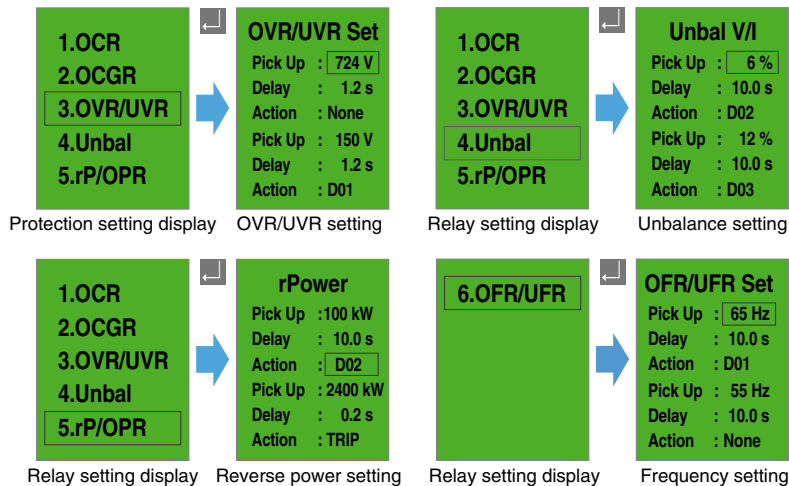 1.OCR
2.OCGR
3.OVR/UVR
4.Unbal
5.rP/OPR
Protection setting display
OVR/UVR Set
Pick Up : 724 V
Delay : 1.2 s
Action : None
Pick Up : 150 V
Delay : 1.2 s
Action : D01
OVR/UVR setting
1.OCR
2.OCGR
3.OVR/UVR
4.Unbal
5.rP/OPR
Relay setting display
Unbal V/I
Pick Up : 6 %
Delay : 10.0 s
Action : D02
Pick Up : 12 %
Delay : 10.0 s
Action : D03
Unbalance setting
1.OCR
2.OCGR
3.OVR/UVR
4.Unbal
5.rP/OPR
Relay setting display
rPower
Pick Up :100 kW
Delay : 10.0 s
Action : D02
Pick Up : 2400 kW
Delay : 0.2 s
Action : TRIP
Reverse power setting
6.OFR/UFR
Relay setting display
OFR/UFR Set
Pick Up : 65 Hz
Delay : 10.0 s
Action : D01
Pick Up : 55 Hz
Delay : 10.0 s
Action : None
Frequency setting